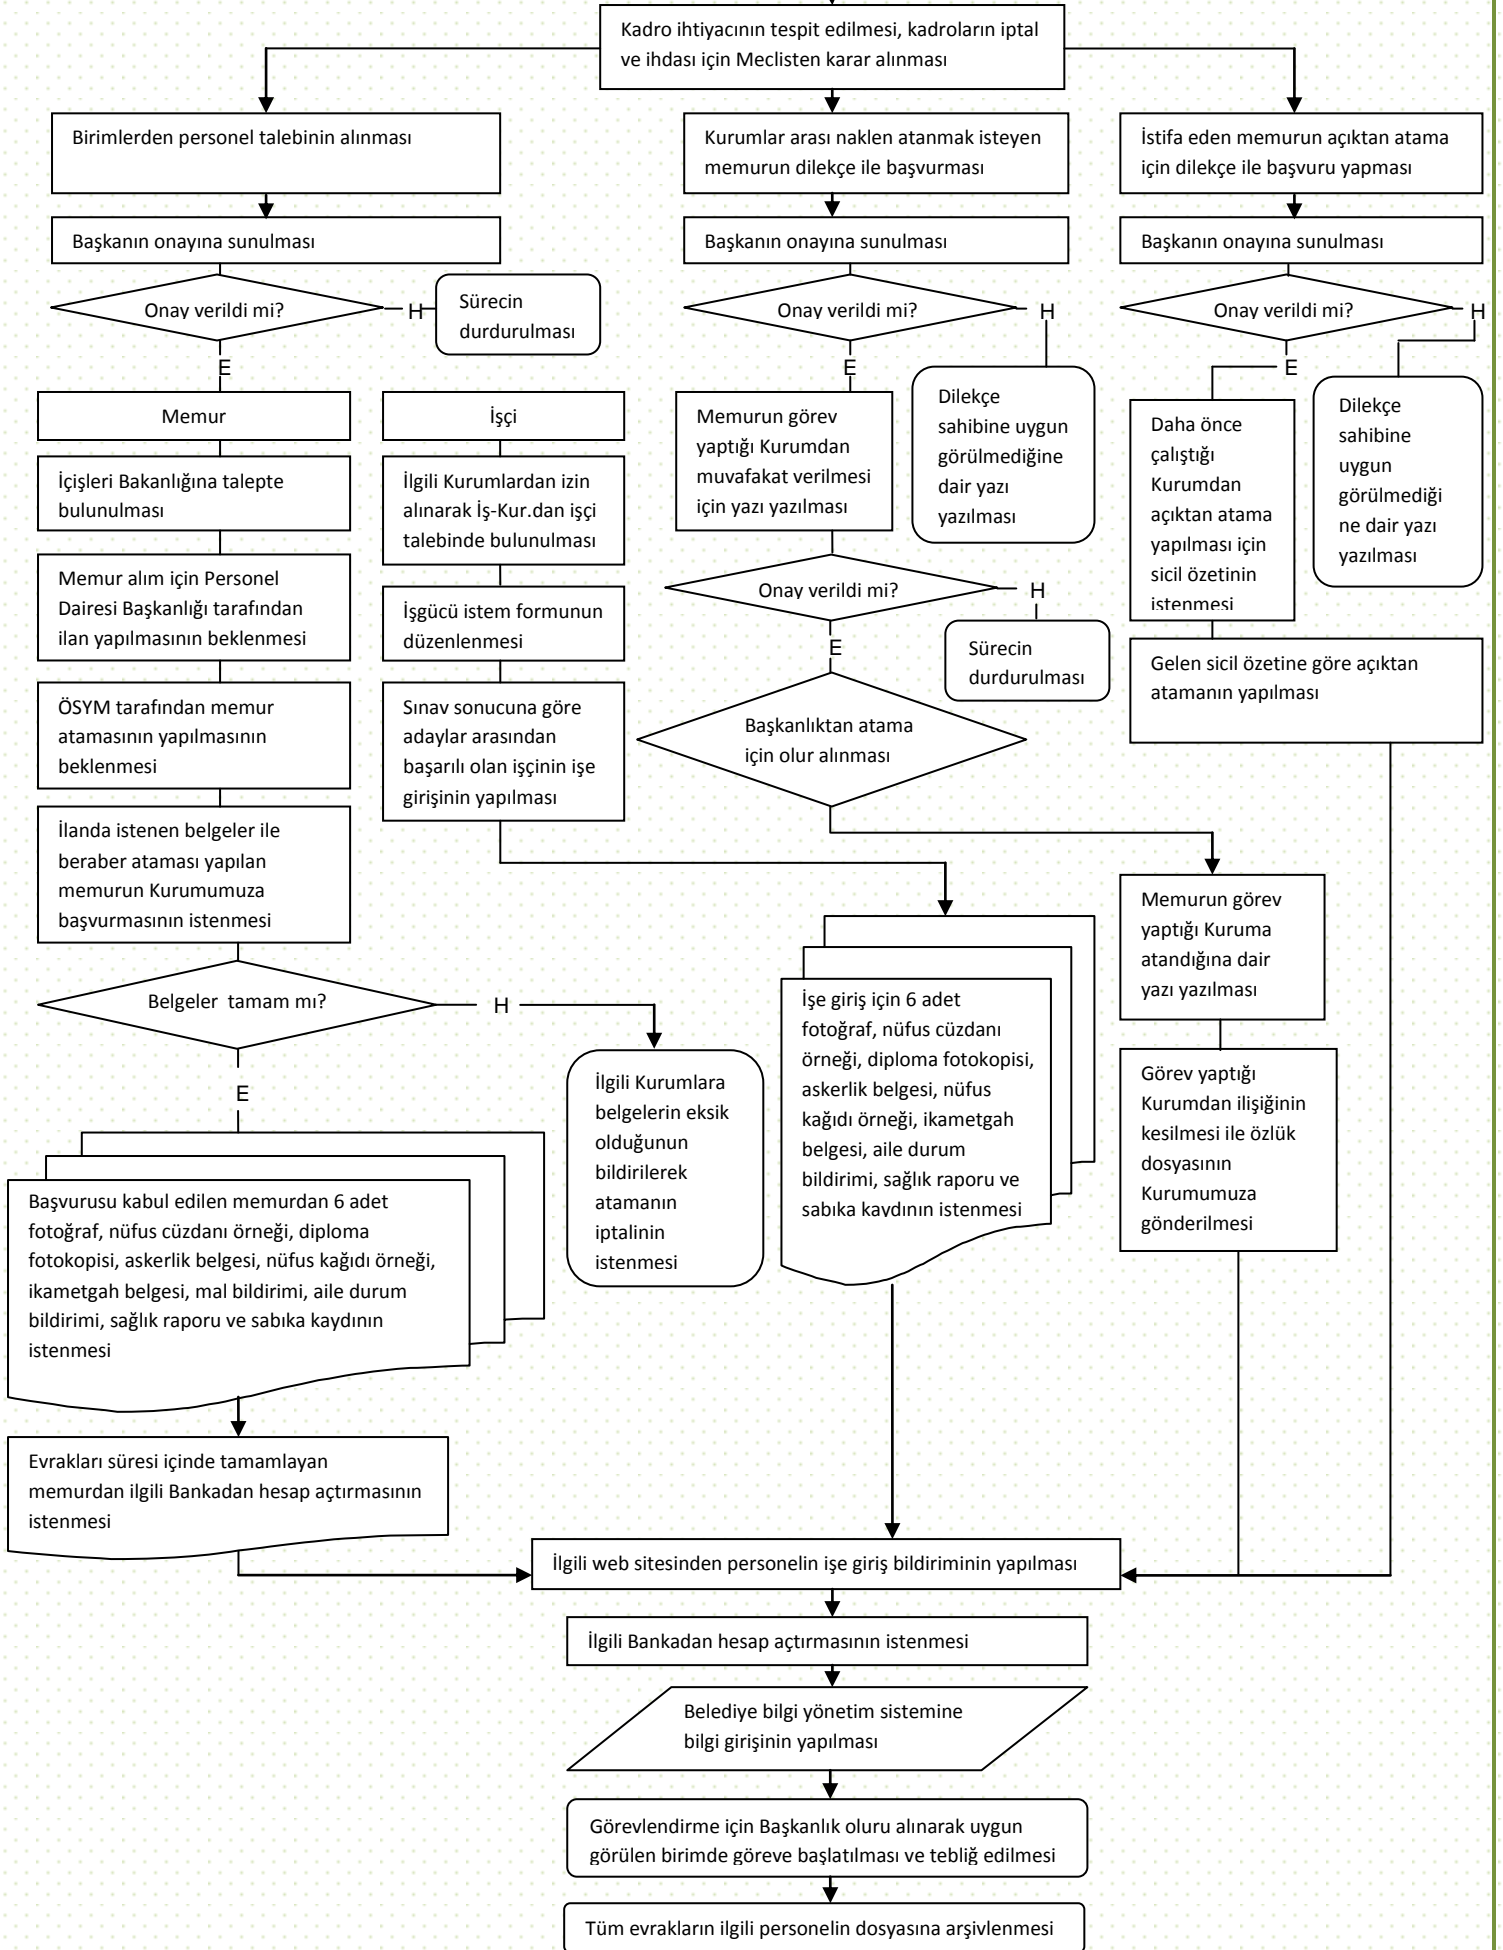 Kadro ihtiyacının tespit edilmesi, kadroların iptal
ve ihdası için Meclisten karar alınması
Birimlerden personel talebinin alınması
Kurumlar arası naklen atanmak isteyen
memurun dilekçe ile başvurması
İstifa eden memurun açıktan atama
için dilekçe ile başvuru yapması
Başkanın onayına sunulması
Başkanın onayına sunulması
Başkanın onayına sunulması
Onay verildi mi?
H
Sürecin
durdurulması
Onay verildi mi?
H
Onay verildi mi?
H
E
E
E
Memur
İşçi
Memurun görev
yaptığı Kurumdan
muvafakat verilmesi
için yazı yazılması
Dilekçe
sahibine uygun
görülmediğine
dair yazı
yazılması
Daha önce
çalıştığı
Kurumdan
açıktan atama
yapılması için
sicil özetinin
istenmesi
Dilekçe
sahibine
uygun
görülmediği
ne dair yazı
yazılması
İçişleri Bakanlığına talepte
bulunulması
İlgili Kurumlardan izin
alınarak İş-Kur.dan işçi
talebinde bulunulması
Memur alım için Personel
Dairesi Başkanlığı tarafından
ilan yapılmasının beklenmesi
İşgücü istem formunun
düzenlenmesi
Onay verildi mi?
H
E
Sürecin
durdurulması
Gelen sicil özetine göre açıktan
atamanın yapılması
ÖSYM tarafından memur
atamasının yapılmasının
beklenmesi
Sınav sonucuna göre
adaylar arasından
başarılı olan işçinin işe
girişinin yapılması
Başkanlıktan atama
için olur alınması
İlanda istenen belgeler ile
beraber ataması yapılan
memurun Kurumumuza
başvurmasının istenmesi
Memurun görev
yaptığı Kuruma
atandığına dair
yazı yazılması
Belgeler  tamam mı?
H
E
İşe giriş için 6 adet
fotoğraf, nüfus cüzdanı
örneği, diploma fotokopisi,
askerlik belgesi, nüfus
kağıdı örneği, ikametgah
belgesi, aile durum
bildirimi, sağlık raporu ve
sabıka kaydının istenmesi
İlgili Kurumlara
belgelerin eksik
olduğunun
bildirilerek
atamanın
iptalinin
istenmesi
Görev yaptığı
Kurumdan ilişiğinin
kesilmesi ile özlük
dosyasının
Kurumumuza
gönderilmesi
Başvurusu kabul edilen memurdan 6 adet
fotoğraf, nüfus cüzdanı örneği, diploma
fotokopisi, askerlik belgesi, nüfus kağıdı örneği,
ikametgah belgesi, mal bildirimi, aile durum
bildirimi, sağlık raporu ve sabıka kaydının
istenmesi
Evrakları süresi içinde tamamlayan
memurdan ilgili Bankadan hesap açtırmasının
istenmesi
İlgili web sitesinden personelin işe giriş bildiriminin yapılması
İlgili Bankadan hesap açtırmasının istenmesi
Belediye bilgi yönetim sistemine
bilgi girişinin yapılması
Görevlendirme için Başkanlık oluru alınarak uygun
görülen birimde göreve başlatılması ve tebliğ edilmesi
Tüm evrakların ilgili personelin dosyasına arşivlenmesi